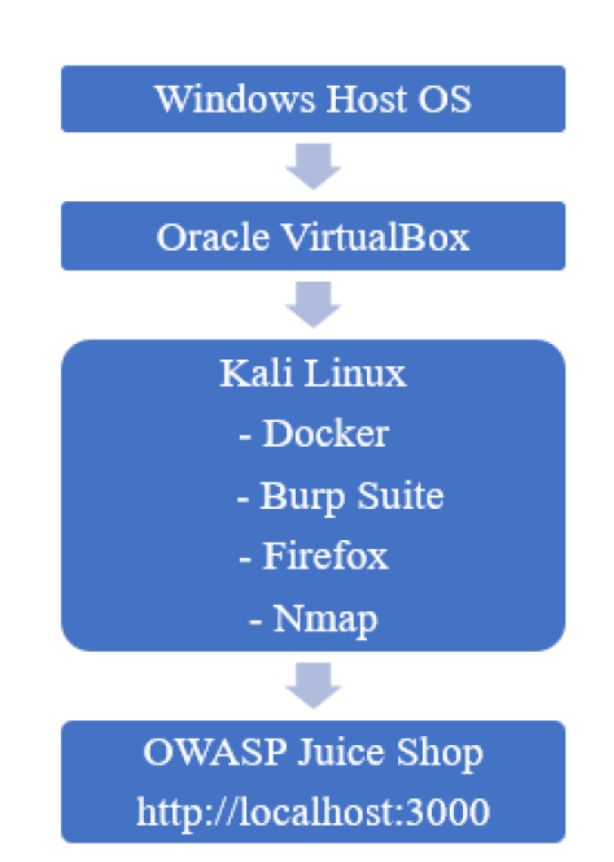 Windows Host OS
Oracle VirtualBox
Kali Linux
- Docker
- Burp Suite
- Firefox
- Nmap
OWASP Juice Shop
http://localhost:3000